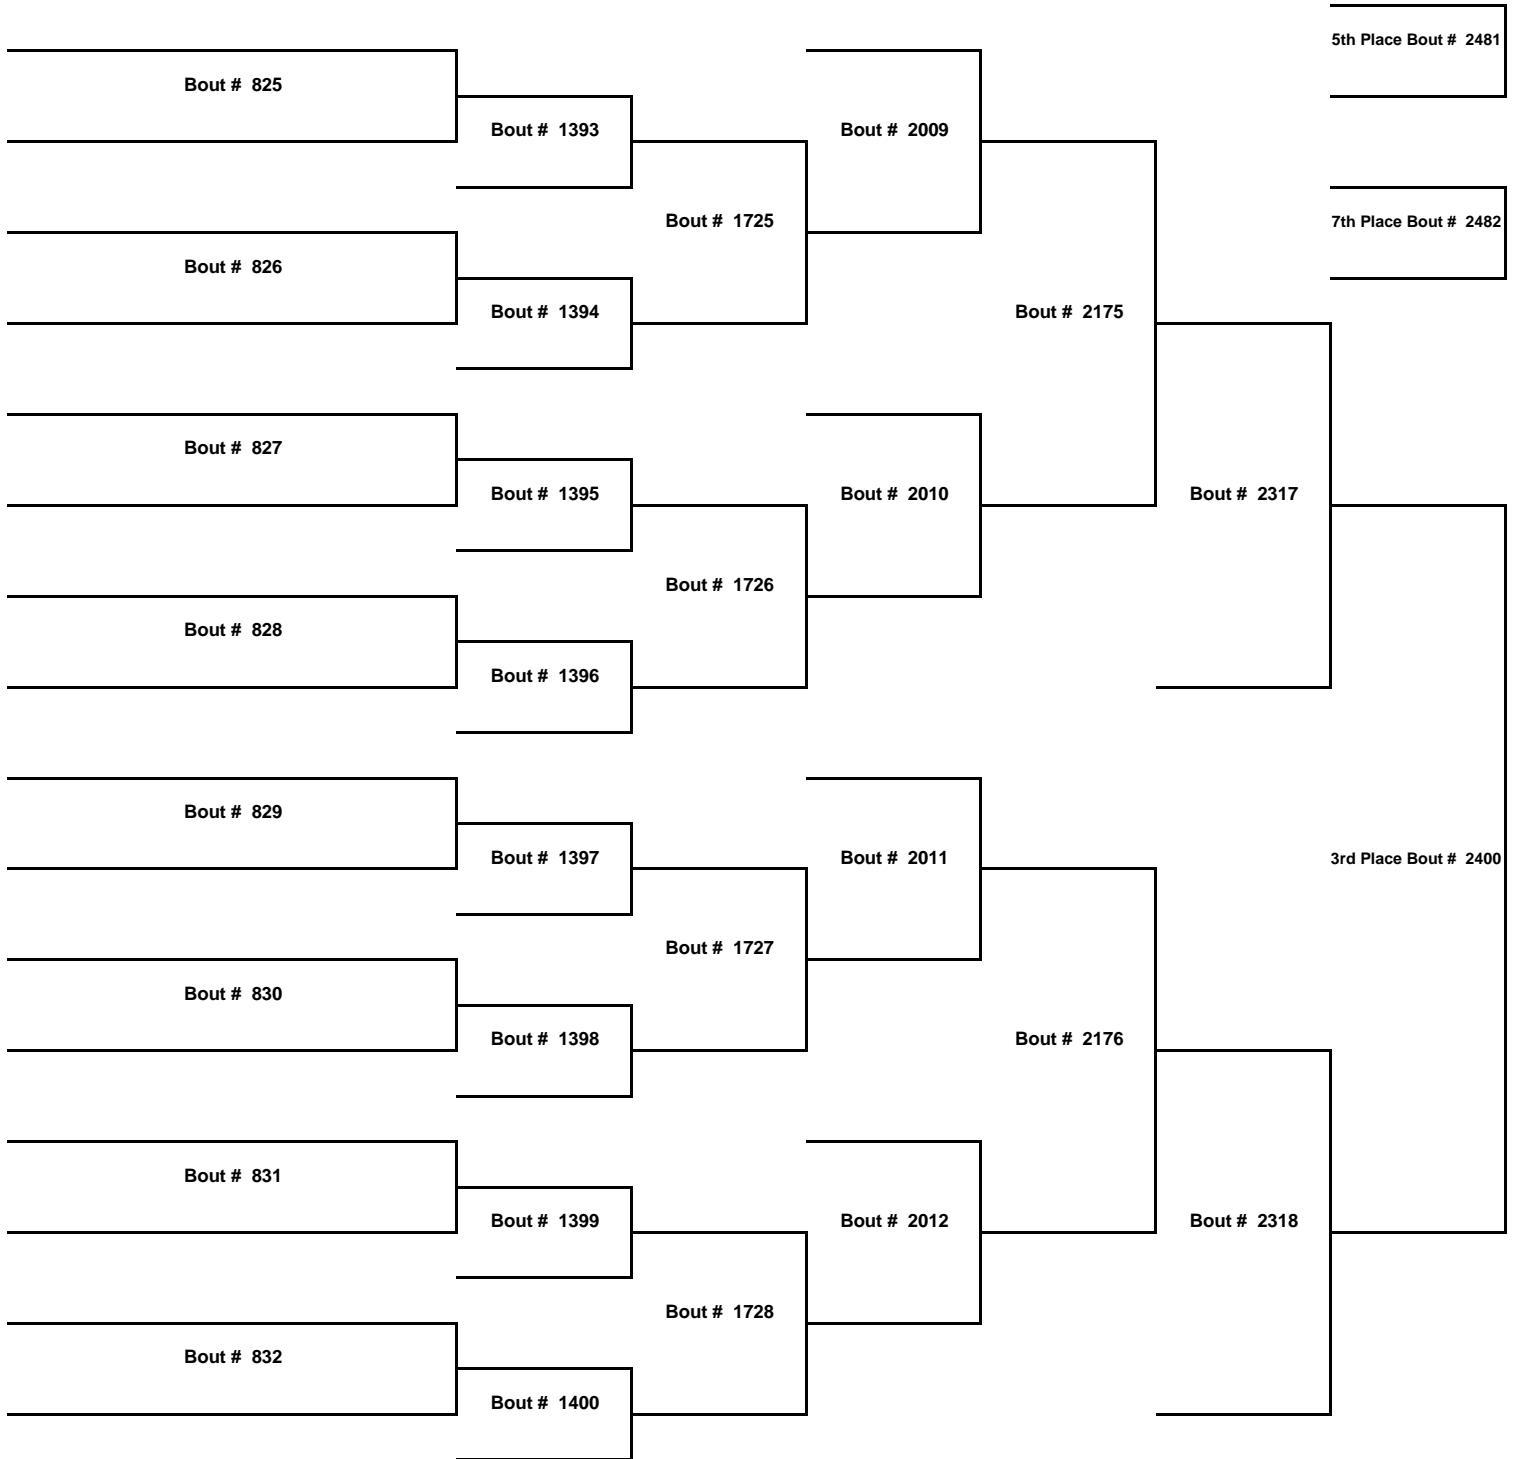 5th Place Bout # 2481
Bout # 825
Bout # 1393
Bout # 2009
Bout # 1725
7th Place Bout # 2482
Bout # 826
Bout # 1394
Bout # 2175
Bout # 827
Bout # 1395
Bout # 2010
Bout # 2317
Bout # 1726
Bout # 828
Bout # 1396
Bout # 829
Bout # 1397
Bout # 2011
3rd Place Bout # 2400
Bout # 1727
Bout # 830
Bout # 1398
Bout # 2176
Bout # 831
Bout # 1399
Bout # 2012
Bout # 2318
Bout # 1728
Bout # 832
Bout # 1400